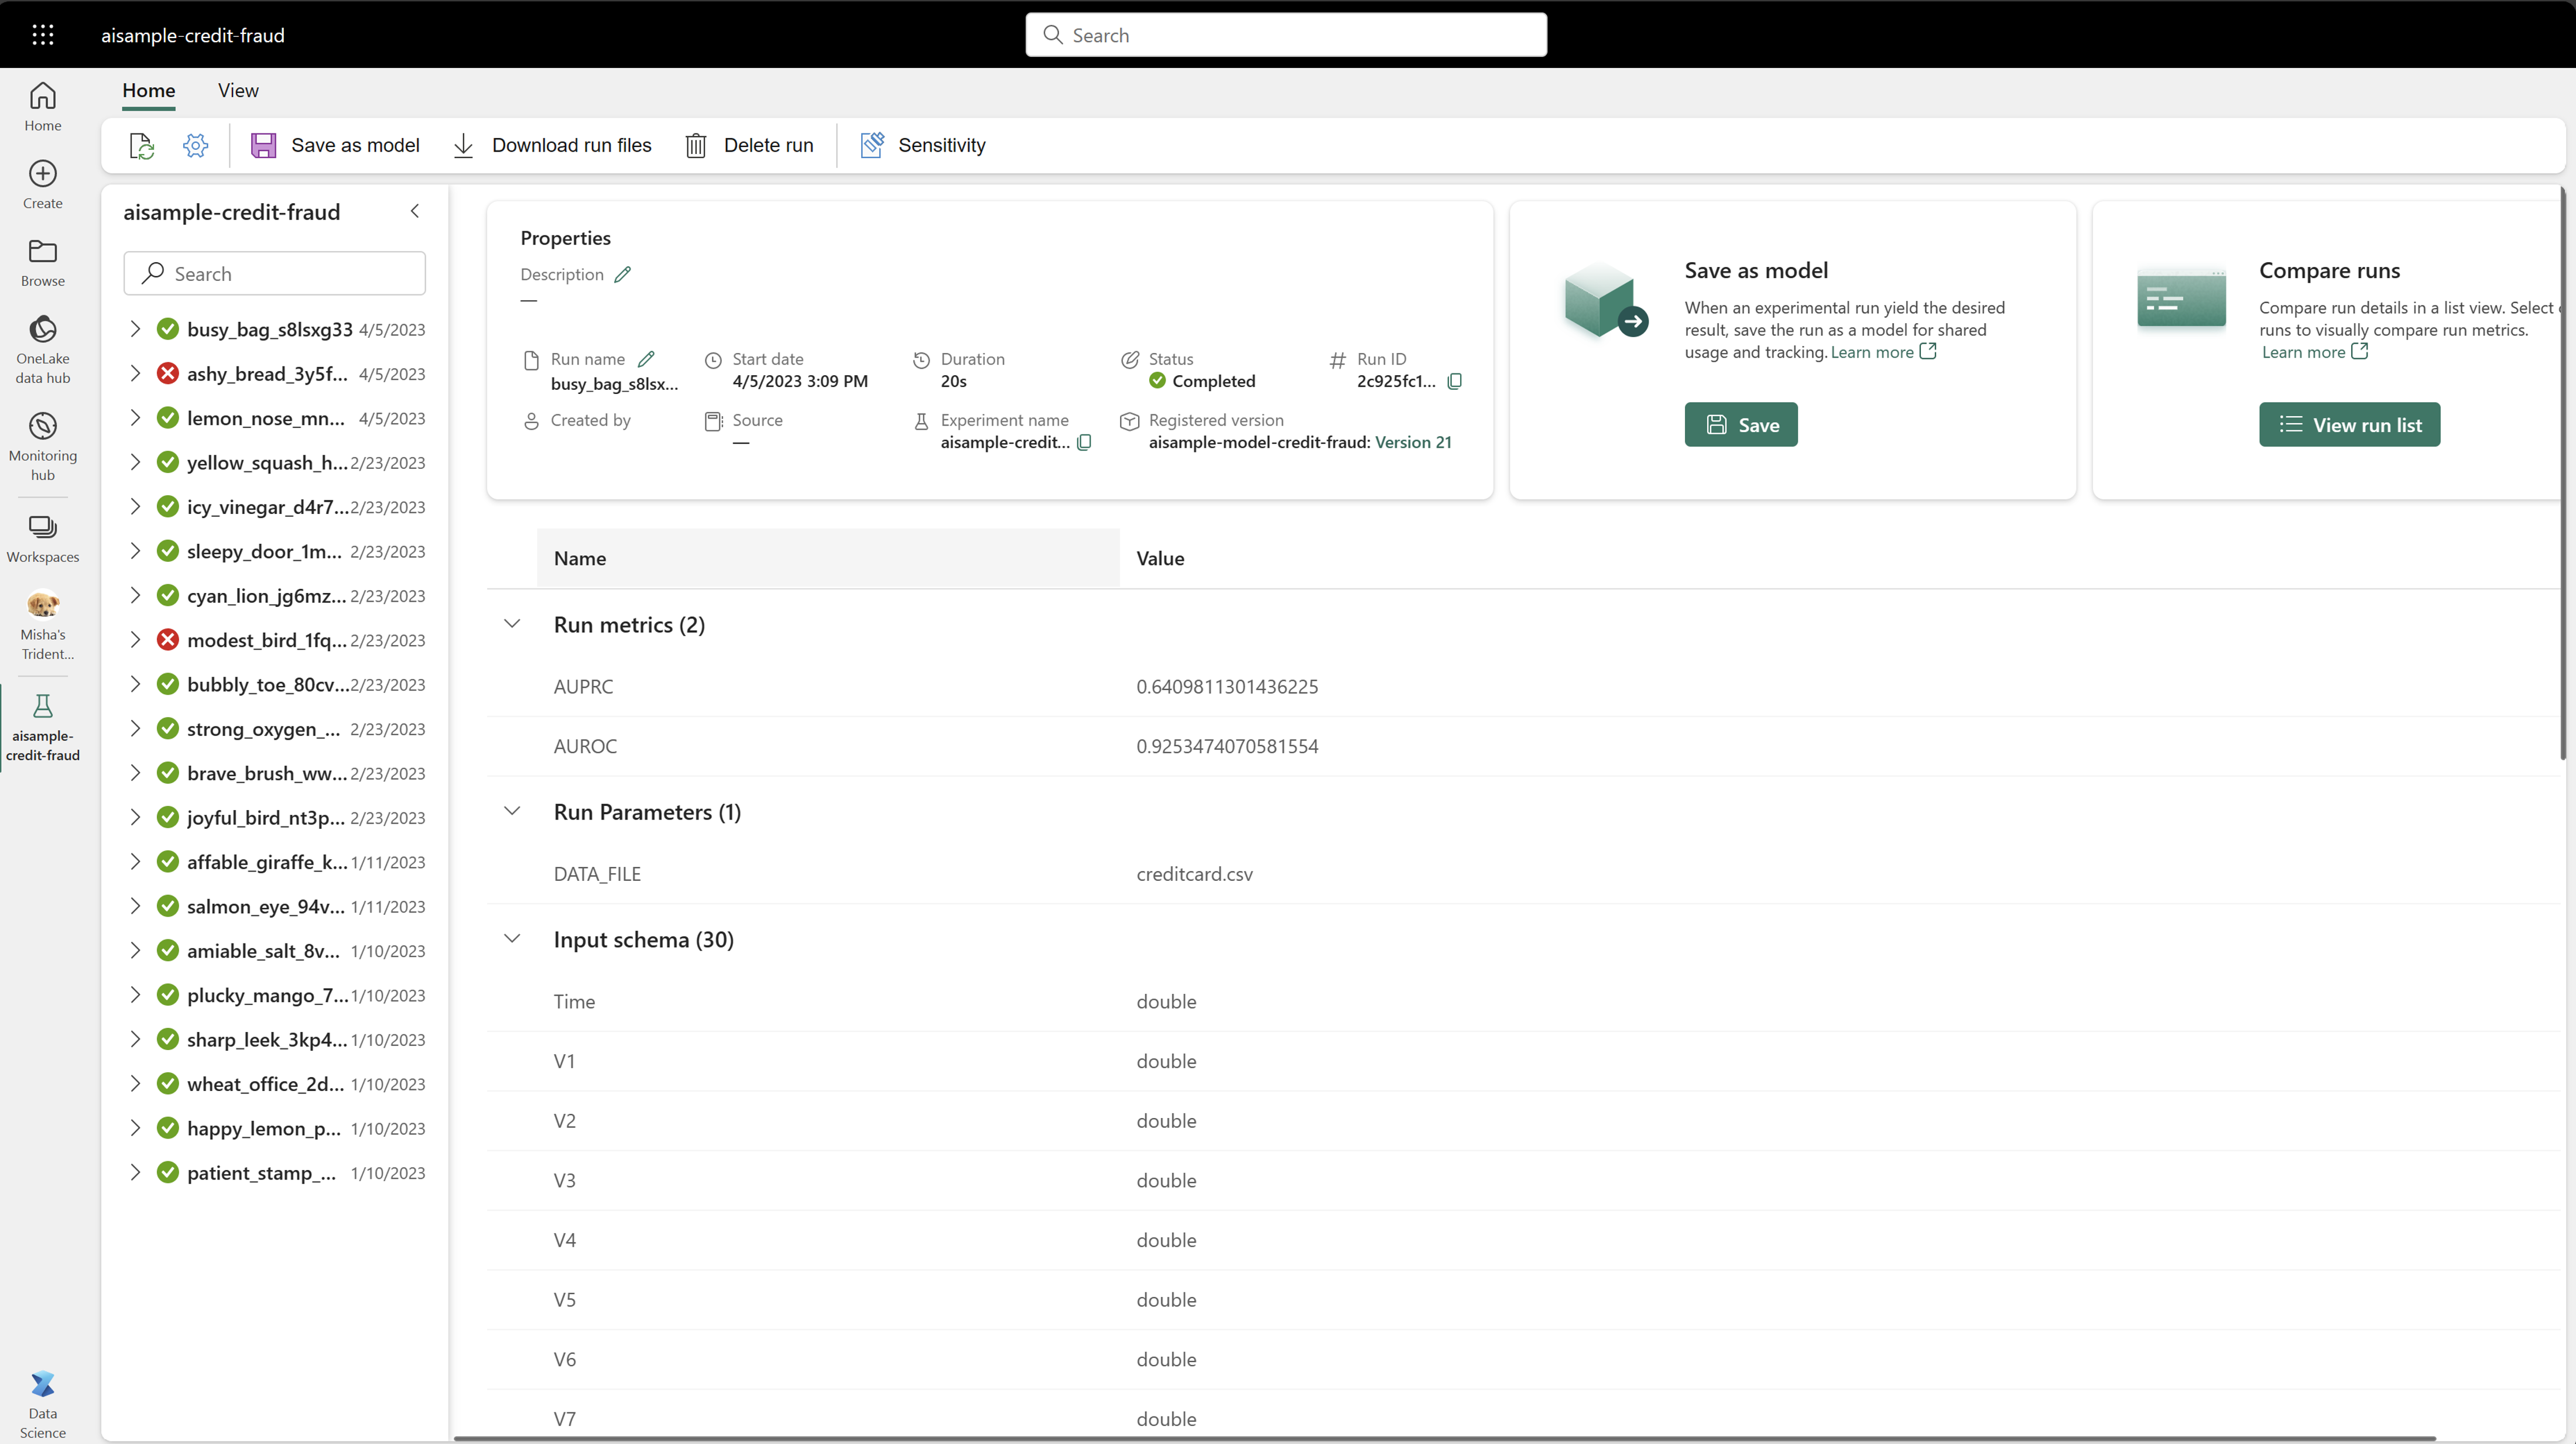 aisample-credit-fraud
Search
Home
View
Save as model
Download run files
Delete run
Sensitivity
Home
Create
Browse
OneLake
data hub
Monitoring
hub
Workspaces
Misha's
Trident...
aisample-
credit-fraud
Data
Science
aisample-credit-fraud
Search
busy_bag_s8lsxg33 4/5/2023
ashy_bread_3y5f... 4/5/2023
lemon_nose_mn... 4/5/2023
yellow_squash_h... 2/23/2023
icy_vinegar_d4r7... 2/23/2023
sleepy_door_1m... 2/23/2023
cyan_lion_jg6mz... 2/23/2023
modest_bird_1fq... 2/23/2023
bubbly_toe_80cv... 2/23/2023
strong_oxygen_... 2/23/2023
brave_brush_ww... 2/23/2023
joyful_bird_nt3p... 2/23/2023
affable_giraffe_k... 1/11/2023
salmon_eye_94v... 1/11/2023
amiable_salt_8v... 1/10/2023
plucky_mango_7... 1/10/2023
sharp_leek_3kp4... 1/10/2023
wheat_office_2d... 1/10/2023
happy_lemon_p... 1/10/2023
patient_stamp_... 1/10/2023
Properties
Description
—
Run name
busy_bag_s8lsx...
Start date
4/5/2023 3:09 PM
Duration
20s
Status
Completed
Run ID
2c925fc1...
Created by
Source
—
Experiment name
aisample-credit...
Registered version
aisample-model-credit-fraud: Version 21
Save as model
When an experimental run yield the desired
result, save the run as a model for shared
usage and tracking. Learn more
Save
Compare runs
Compare run details in a list view. Select
runs to visually compare run metrics.
Learn more
View run list
Name Value
Run metrics (2)
AUPRC 0.6409811301436225
AUROC 0.9253474070581554
Run Parameters (1)
DATA_FILE creditcard.csv
Input schema (30)
Time double
V1 double
V2 double
V3 double
V4 double
V5 double
V6 double
V7 double